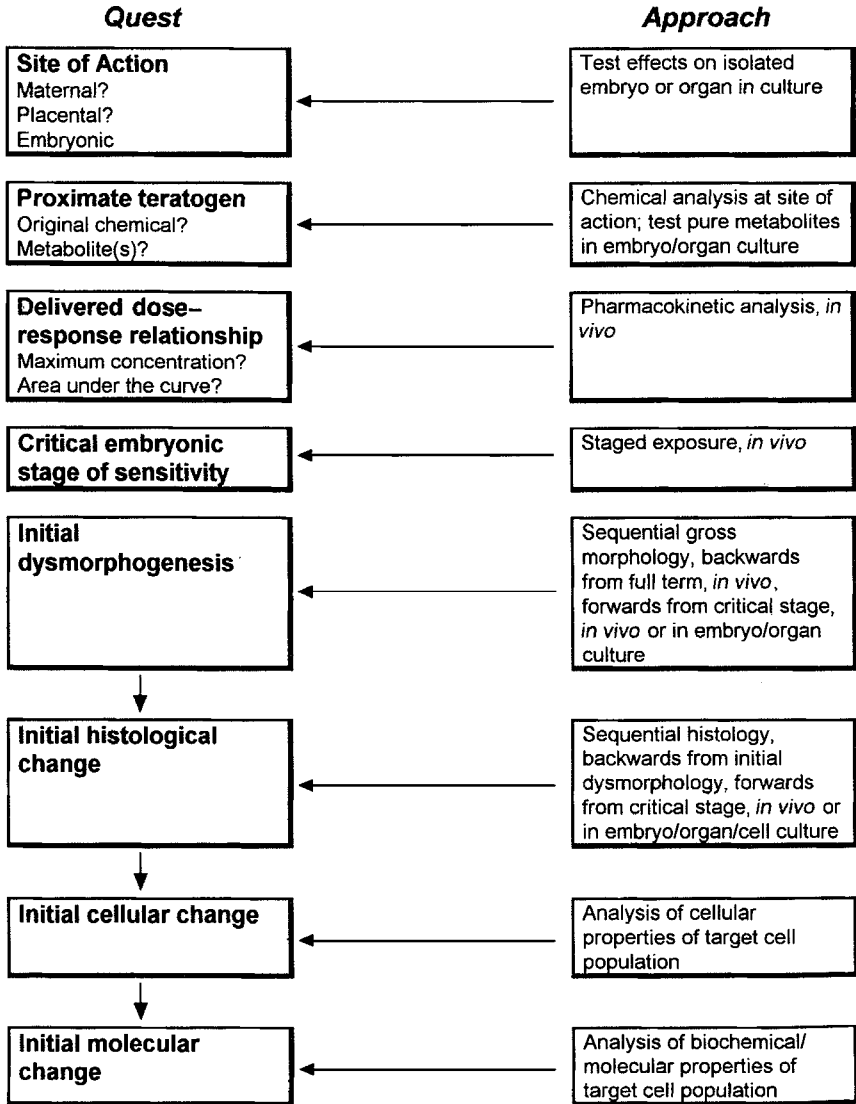 Quest
Approach
Site of Action
Maternal?
Placental?
Embryonic
Test effects on isolated
embryo or organ in culture
Proximate teratogen
Original chemical?
Metabolite(s)?
Chemical analysis at site of
action; test pure metabolites
in embryo/organ culture
Delivered dose–
response relationship
Maximum concentration?
Area under the curve?
Pharmacokinetic analysis, in
vivo
Critical embryonic
stage of sensitivity
Staged exposure, in vivo
Initial
dysmorphogenesis
Sequential gross
morphology, backwards
from full term, in vivo,
forwards from critical stage,
in vivo or in embryo/organ
culture
Initial histological
change
Sequential histology,
backwards from initial
dysmorphology, forwards
from critical stage, in vivo or
in embryo/organ/cell culture
Initial cellular change
Analysis of cellular
properties of target cell
population
Initial molecular
change
Analysis of biochemical/
molecular properties of
target cell population